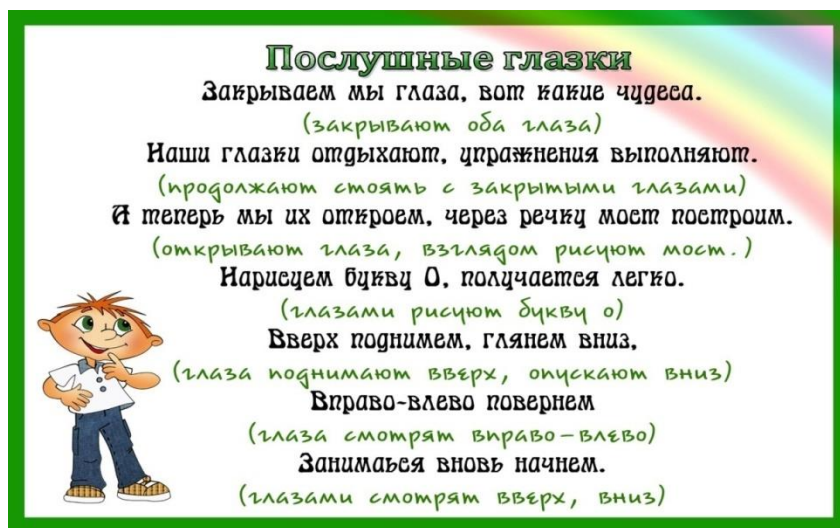 Послушные глазки
Закрываем мы глаза, вот какие чудеса.
(закрывают оба глаза)
Наши глазки отдыхают, упражнения выполняют.
(продолжают стоять с закрытыми глазами)
А теперь мы их откроем, через речку мост построим.
(открывают глаза, взглядом рисуют мост.)
Нарисуем букву О, получается легко.
(глазами рисуют букву о)
Вверх поднимем, глянем вниз,
(глаза поднимают вверх, опускают вниз)
Вправо-влево повернем
(глаза смотрят вправо-влево)
Заниматься вновь начнем.
(глазами смотрят вверх, вниз)